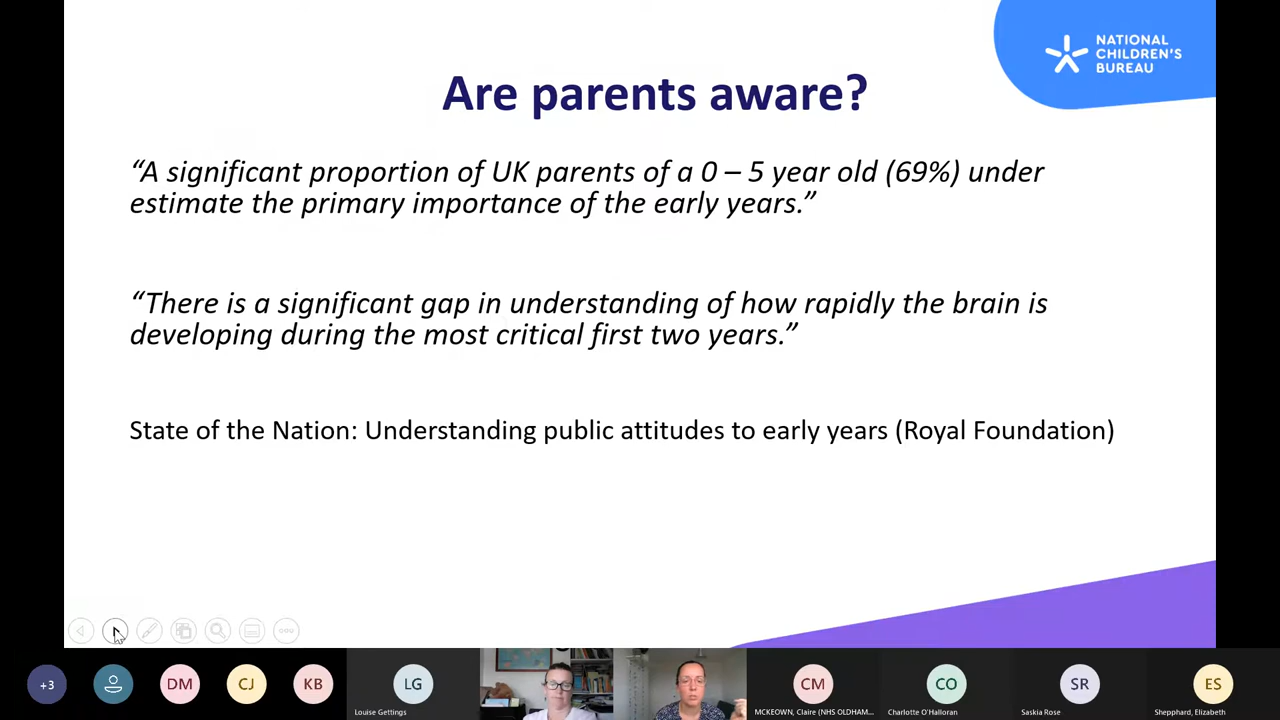 NATIONAL
CHILDREN'S
BUREAU
Are parents aware?
“A significant proportion of UK parents of a 0 – 5 year old (69%) under
estimate the primary importance of the early years.”
“There is a significant gap in understanding of how rapidly the brain is
developing during the most critical first two years.”
State of the Nation: Understanding public attitudes to early years (Royal Foundation)
+3
DM
CJ
KB
LG
CM
CO
SR
ES
Louise Gettings
MCKEOWN, Claire (NHS OLDHAM...
Charlotte O'Halloran
Saskia Rose
Shepphard, Elizabeth